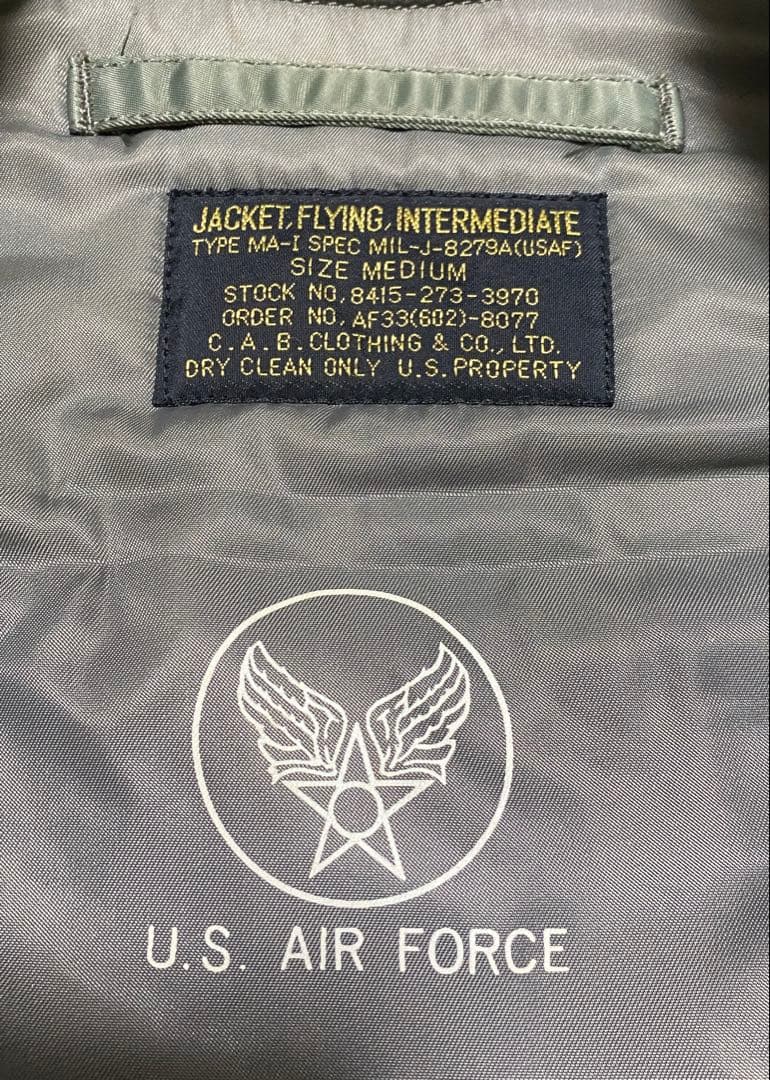 JACKET, FLYING, INTERMEDIATE
TYPE MA-I SPEC MIL-J-8279A(USAF)
SIZE MEDIUM
STOCK NO, 8415-273-3970
ORDER NO, AF33(602)-8077
C. A. B. CLOTHING & CO., LTD.
DRY CLEAN ONLY U.S. PROPERTY
U.S. AIR FORCE